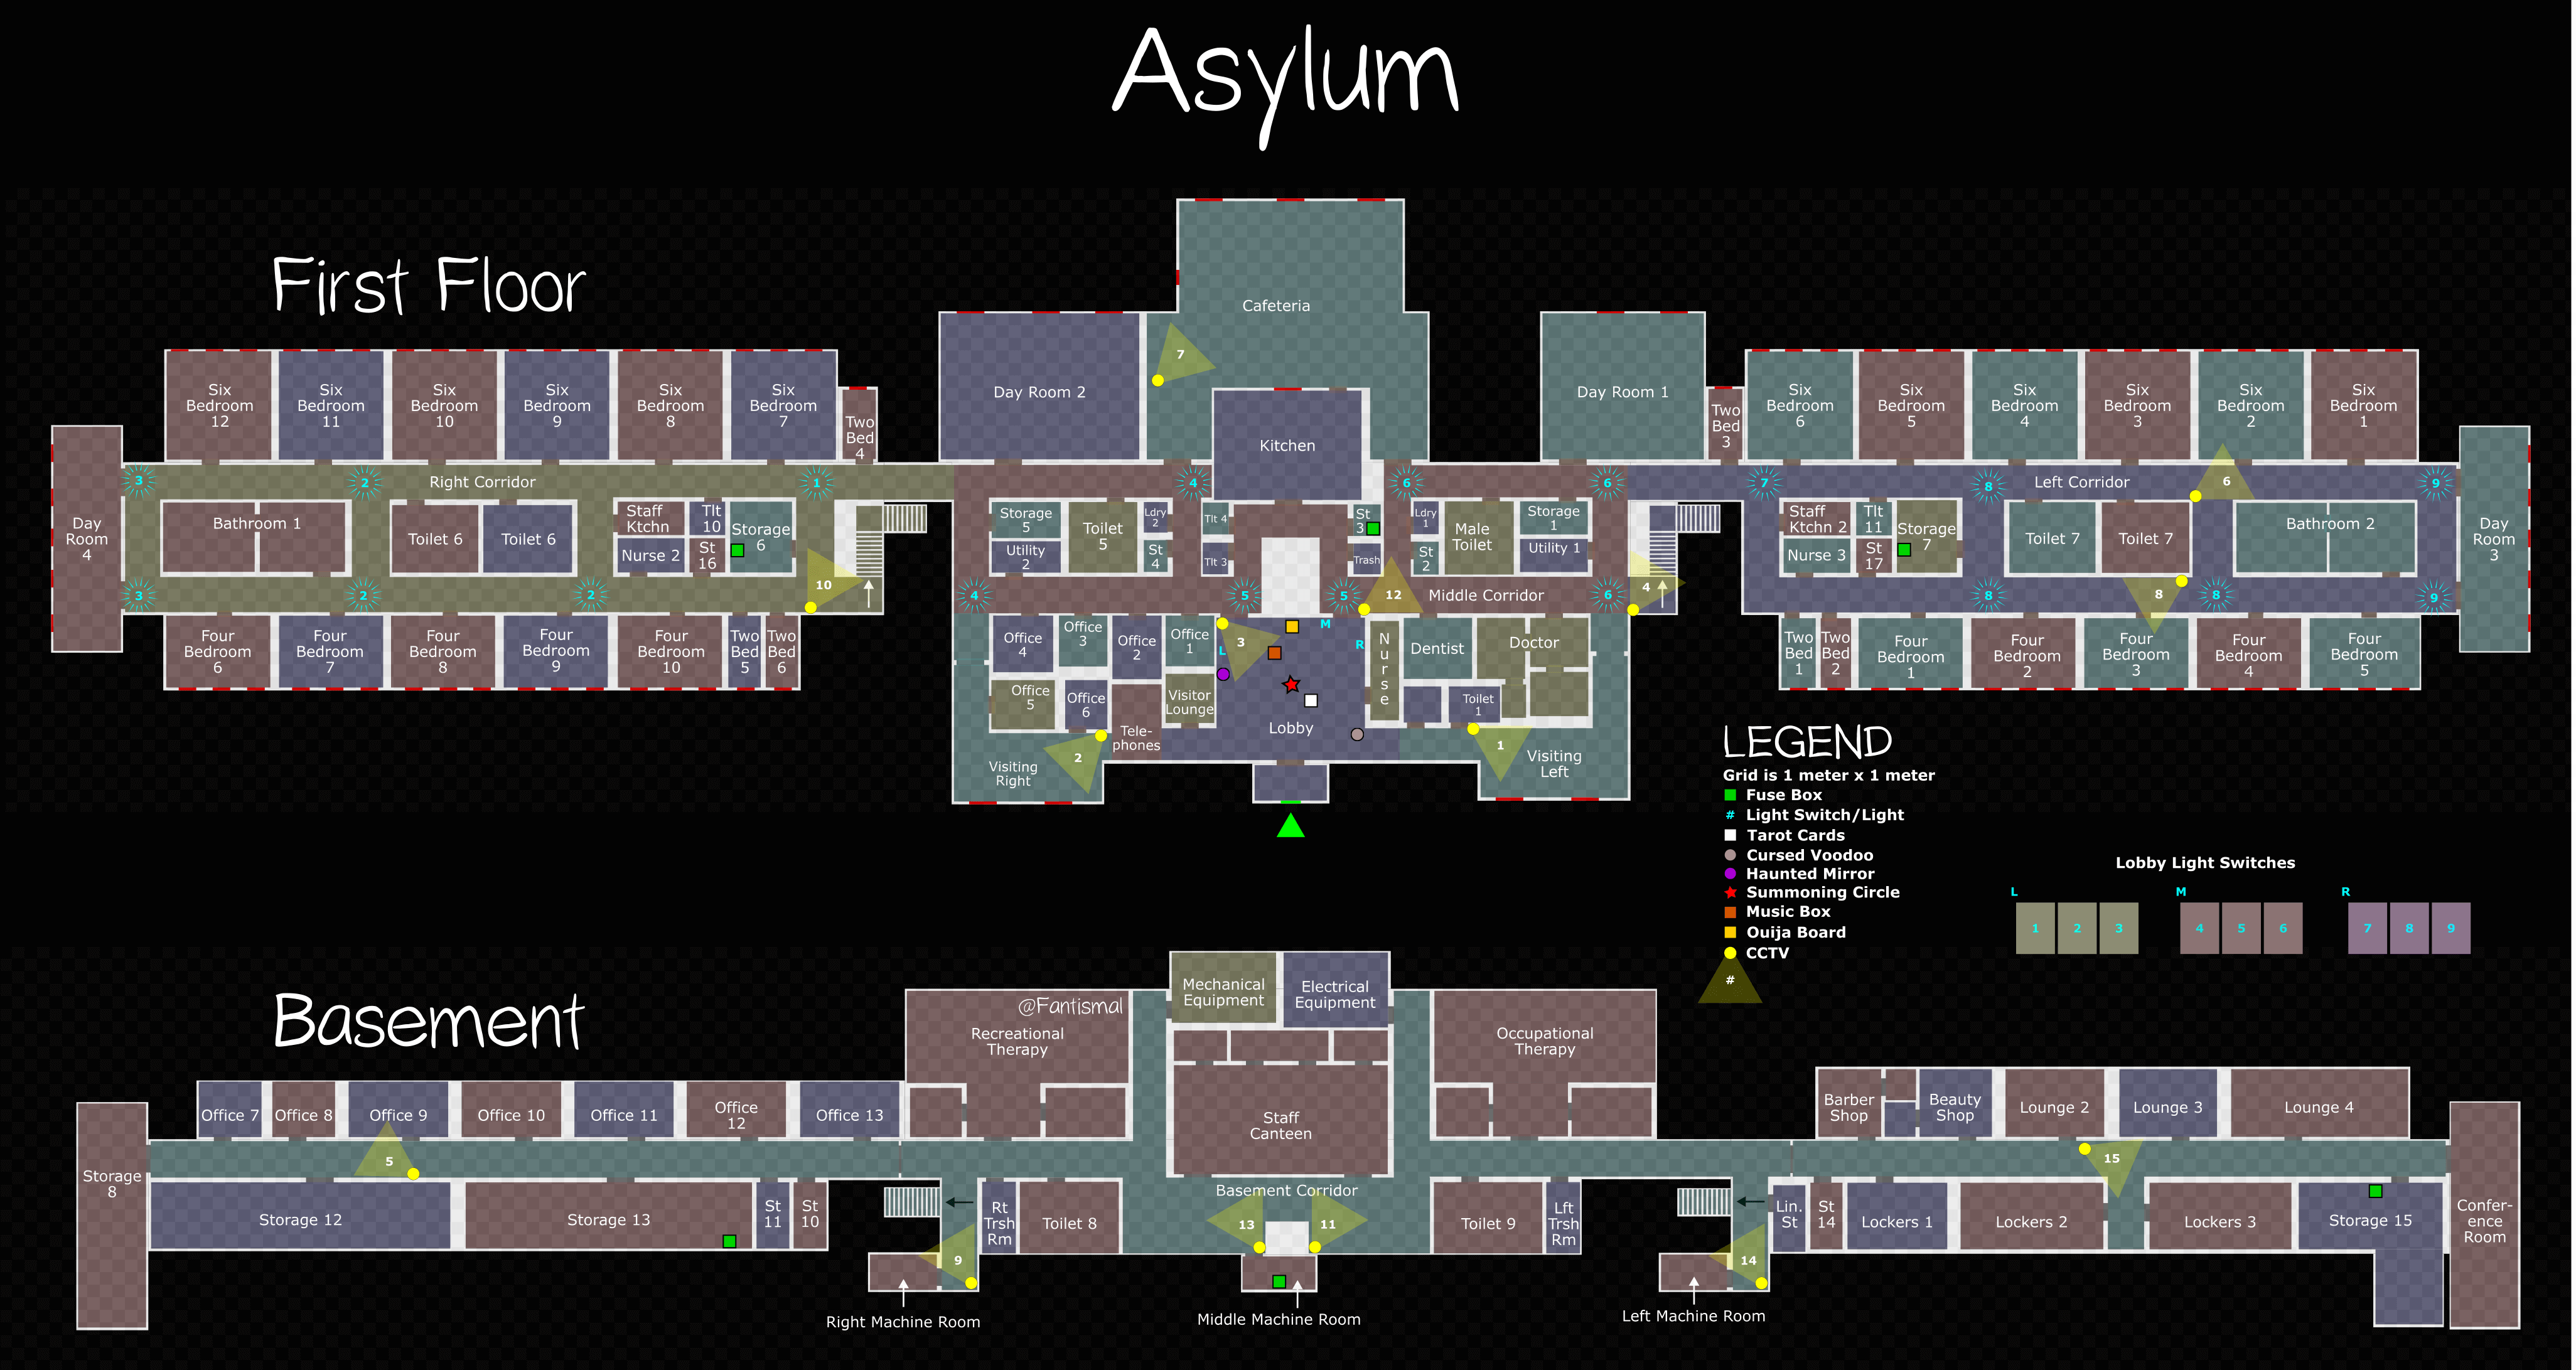 Asylum
First Floor
Cafeteria
7
Day Room 2
Day Room 1
Kitchen
Six
Bedroom
12
Six
Bedroom
11
Six
Bedroom
10
Six
Bedroom
9
Six
Bedroom
8
Six
Bedroom
7
Two
Bed
4
Two
Bed
3
Six
Bedroom
6
Six
Bedroom
5
Six
Bedroom
4
Six
Bedroom
3
Six
Bedroom
2
Six
Bedroom
1
3
2
Right Corridor
1
4
6
6
7
8
Left Corridor
6
9
Day
Room
4
Bathroom 1
Toilet 6
Toilet 6
Staff
Ktchn
Tlt
10
Nurse 2
St
16
Storage
6
Storage
5
Utility
2
Toilet
5
Ldry
2
St
4
Tlt 4
Tlt 3
St
3
Trash
Ldry
1
St
2
Male
Toilet
Storage
1
Utility 1
Staff
Ktchn 2
Tlt
11
Nurse 3
St
17
Storage
7
Toilet 7
Toilet 7
Bathroom 2
Day
Room
3
3
2
2
10
4
5
5
12
Middle Corridor
6
4
8
8
8
9
Four
Bedroom
6
Four
Bedroom
7
Four
Bedroom
8
Four
Bedroom
9
Four
Bedroom
10
Two
Bed
5
Two
Bed
6
Office
4
Office
3
Office
2
Office
1
L
3
M
R
Nurse
Dentist
Doctor
Office
5
Office
6
Visitor
Lounge
Toilet
1
Tele-
phones
Lobby
2
Visiting
Right
1
Visiting
Left
Two
Bed
1
Two
Bed
2
Four
Bedroom
1
Four
Bedroom
2
Four
Bedroom
3
Four
Bedroom
4
Four
Bedroom
5
LEGEND
Grid is 1 meter x 1 meter
Fuse Box
# Light Switch/Light
Tarot Cards
Cursed Voodoo
Haunted Mirror
Summoning Circle
Music Box
Ouija Board
CCTV
#
Lobby Light Switches
L M R
1 2 3 4 5 6 7 8 9
Basement
Mechanical
Equipment
Electrical
Equipment
@Fantismal
Recreational
Therapy
Occupational
Therapy
Staff
Canteen
Office 7
Office 8
Office 9
Office 10
Office 11
Office
12
Office 13
Barber
Shop
Beauty
Shop
Lounge 2
Lounge 3
Lounge 4
5
15
Storage
8
Storage 12
Storage 13
St
11
St
10
Rt
Trsh
Rm
Toilet 8
Basement Corridor
13
11
Toilet 9
Lft
Trsh
Rm
Lin.
St
St
14
Lockers 1
Lockers 2
Lockers 3
Storage 15
Confer-
ence
Room
9
14
Right Machine Room
Middle Machine Room
Left Machine Room